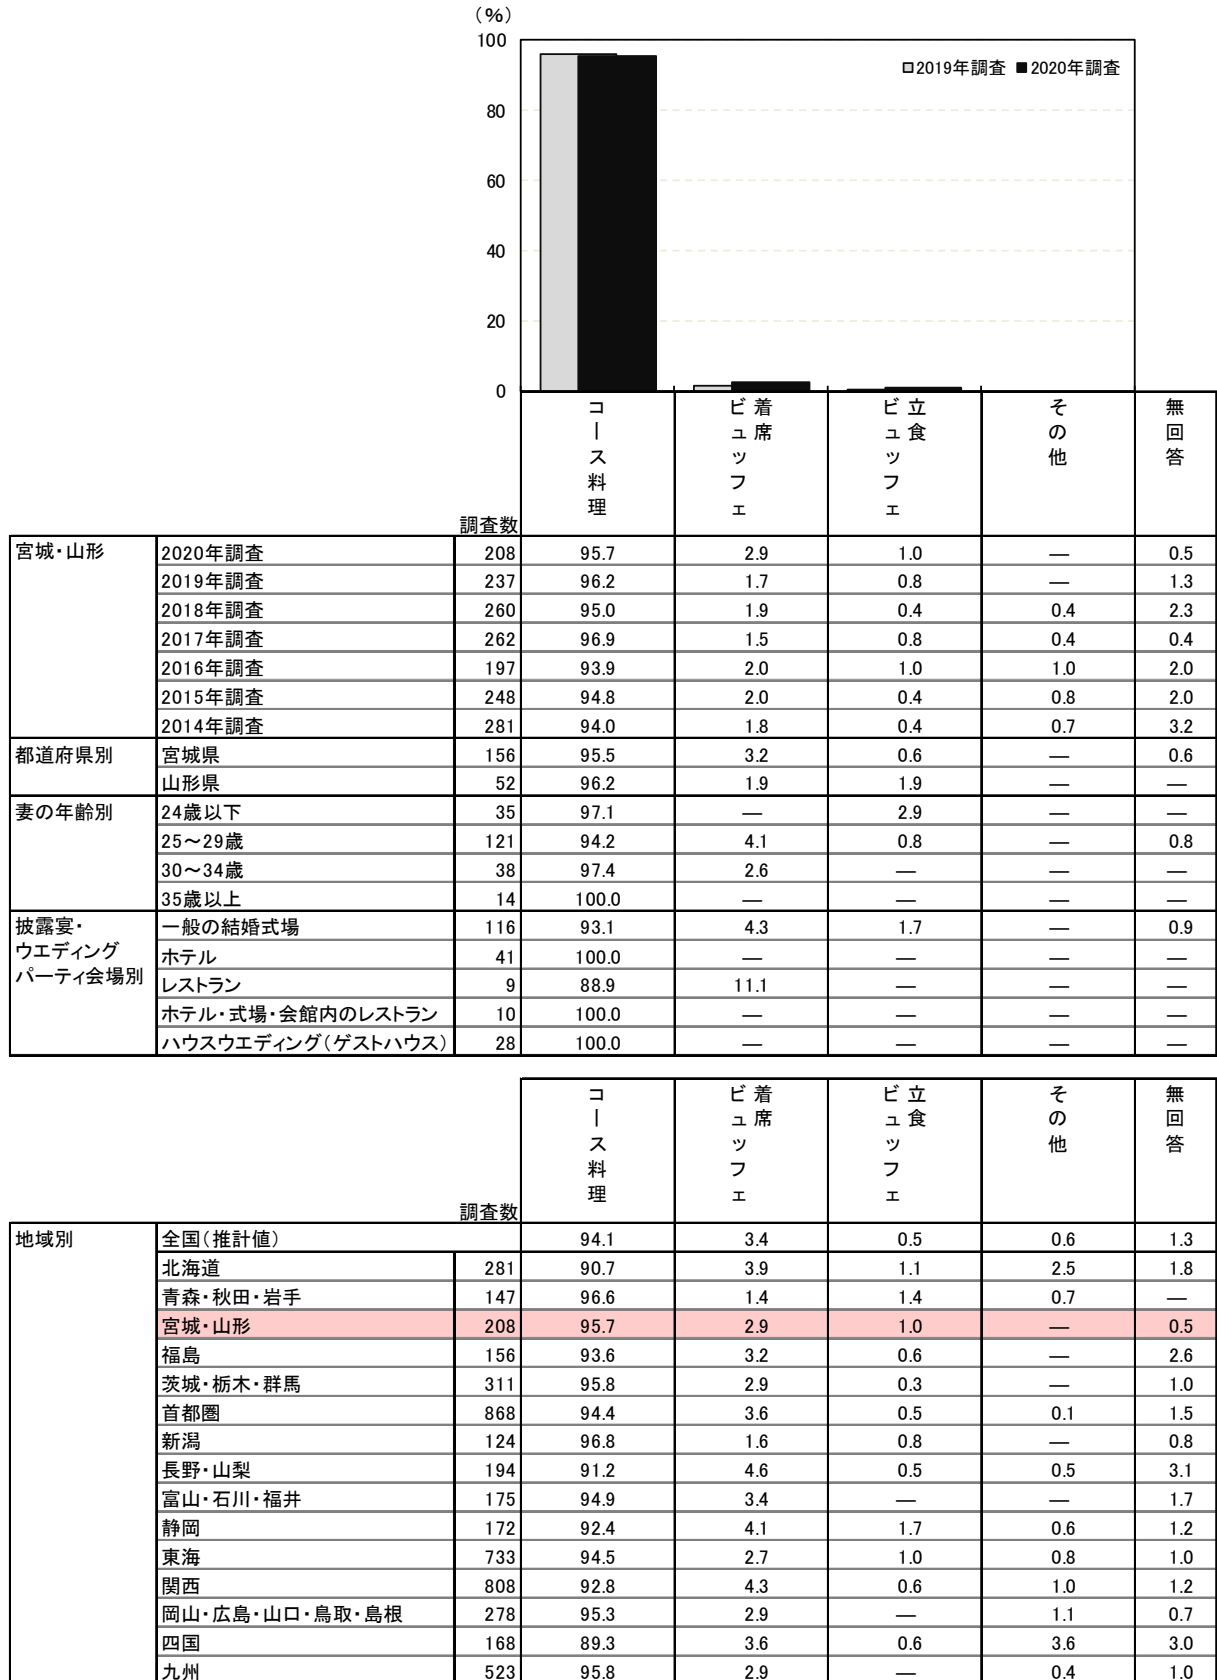 （%）
100
80
60
40
20
0
□2019年調査 ■2020年調査
調査数 コース料理 着席ビュッフェ 立食ビュッフェ その他 無回答
宮城・山形 2020年調査 208 95.7 2.9 1.0 — 0.5
2019年調査 237 96.2 1.7 0.8 — 1.3
2018年調査 260 95.0 1.9 0.4 0.4 2.3
2017年調査 262 96.9 1.5 0.8 0.4 0.4
2016年調査 197 93.9 2.0 1.0 1.0 2.0
2015年調査 248 94.8 2.0 0.4 0.8 2.0
2014年調査 281 94.0 1.8 0.4 0.7 3.2
都道府県別 宮城県 156 95.5 3.2 0.6 — 0.6
山形県 52 96.2 1.9 1.9 — —
妻の年齢別 24歳以下 35 97.1 — 2.9 — —
25～29歳 121 94.2 4.1 0.8 — 0.8
30～34歳 38 97.4 2.6 — — —
35歳以上 14 100.0 — — — —
披露宴・ウエディングパーティ会場別 一般の結婚式場 116 93.1 4.3 1.7 — 0.9
ホテル 41 100.0 — — — —
レストラン 9 88.9 11.1 — — —
ホテル・式場・会館内のレストラン 10 100.0 — — — —
ハウスウエディング（ゲストハウス） 28 100.0 — — — —
調査数 コース料理 着席ビュッフェ 立食ビュッフェ その他 無回答
地域別 全国（推計値） 94.1 3.4 0.5 0.6 1.3
北海道 281 90.7 3.9 1.1 2.5 1.8
青森・秋田・岩手 147 96.6 1.4 1.4 0.7 —
宮城・山形 208 95.7 2.9 1.0 — 0.5
福島 156 93.6 3.2 0.6 — 2.6
茨城・栃木・群馬 311 95.8 2.9 0.3 — 1.0
首都圏 868 94.4 3.6 0.5 0.1 1.5
新潟 124 96.8 1.6 0.8 — 0.8
長野・山梨 194 91.2 4.6 0.5 0.5 3.1
富山・石川・福井 175 94.9 3.4 — — 1.7
静岡 172 92.4 4.1 1.7 0.6 1.2
東海 733 94.5 2.7 1.0 0.8 1.0
関西 808 92.8 4.3 0.6 1.0 1.2
岡山・広島・山口・鳥取・島根 278 95.3 2.9 — 1.1 0.7
四国 168 89.3 3.6 0.6 3.6 3.0
九州 523 95.8 2.9 — 0.4 1.0